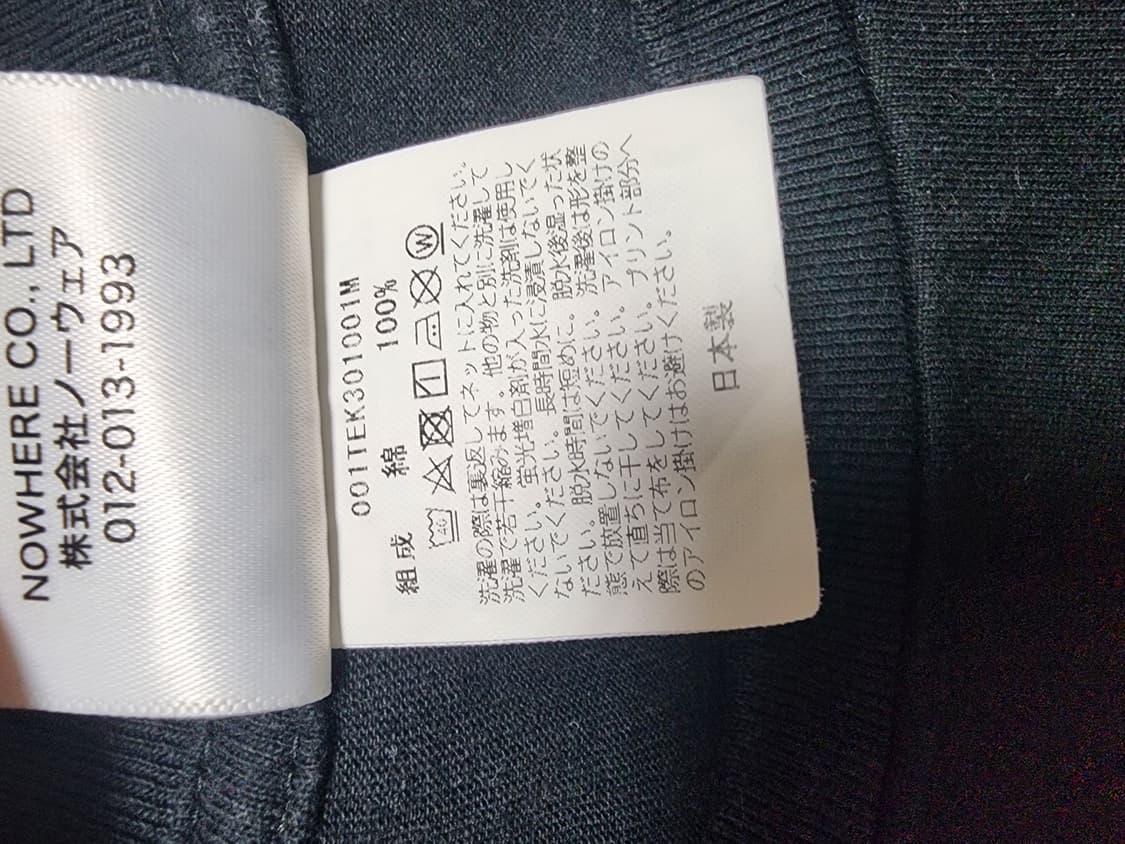 NOWHERE CO., LTD
株式会社ノーウェア
012-013-1993
001TEK301001M
組成 綿 100%
40 W
洗濯の際は裏返してネットに入れてください。
洗濯で若干縮みます。他の物と別に洗濯して
ください。 蛍光増白剤が入った洗剤は使用し
ないでください。長時間水に浸漬しないでく
ださい。 脱水時間は短めに。 脱水後湿った状
態で放置しないでください。 洗濯後は形を整
えて直ちに干してください。 アイロン掛けの
際は当て布をしてください。 プリント部分へ
のアイロン掛けはお避けください。
日本製